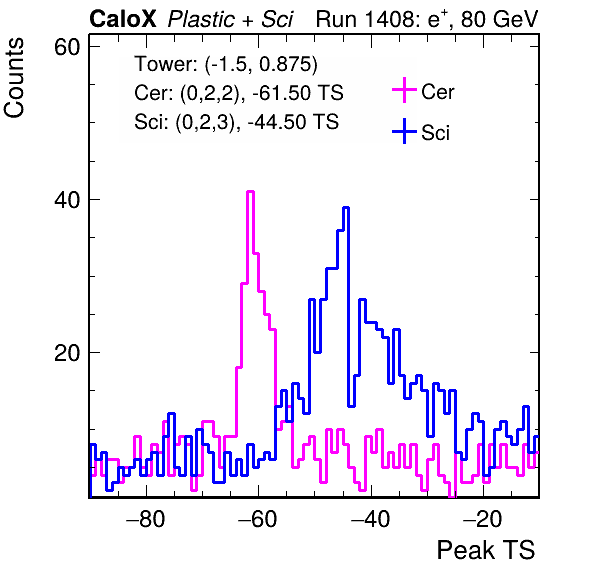 CaloX Plastic + Sci Run 1408: e⁺, 80 GeV
Counts
Tower: (-1.5, 0.875)
Cer: (0,2,2), -61.50 TS
Sci: (0,2,3), -44.50 TS
Cer
Sci
60
40
20
−80 −60 −40 −20
Peak TS